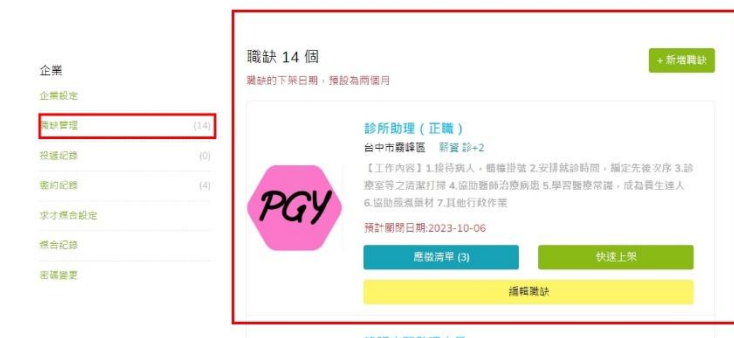 企業
企業設定
職缺管理 (14)
投遞紀錄 (0)
邀約紀錄 (4)
求才媒合設定
媒合紀錄
密碼變更
職缺 14 個
+ 新增職缺
職缺的下架日期，預設為兩個月
PGY
診所助理（正職）
台中市霧峰區 薪資 診+2
【工作內容】1.接待病人，櫃檯掛號 2.安排就診時間，編定先後次序 3.診
療室等之清潔打掃 4.協助醫師治療病患 5.學習醫療常識，成為養生達人
6.協助照煮藥材 7.其他行政作業
預計關閉日期:2023-10-06
應徵清單 (3)
快速上架
編輯職缺